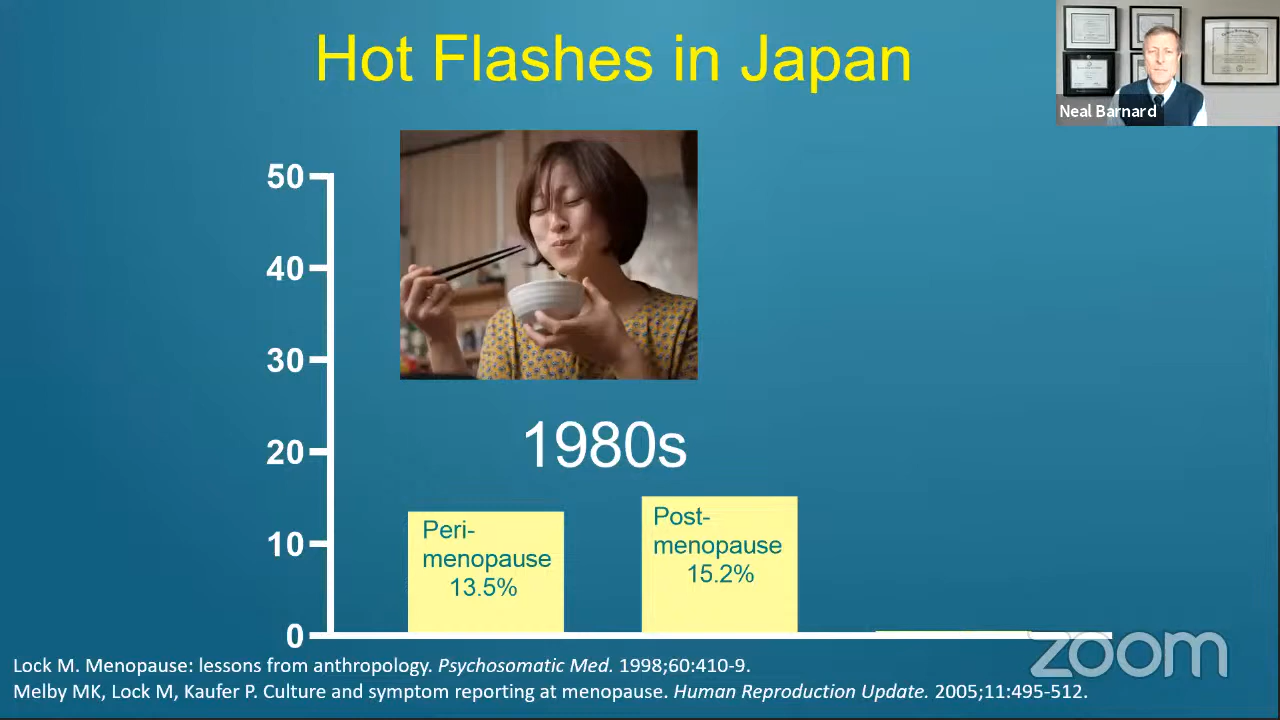 Hot Flashes in Japan
Neal Barnard
50
40
30
20
10
0
1980s
Peri-
menopause
13.5%
Post-
menopause
15.2%
zoom
Lock M. Menopause: lessons from anthropology. Psychosomatic Med. 1998;60:410-9.
Melby MK, Lock M, Kaufer P. Culture and symptom reporting at menopause. Human Reproduction Update. 2005;11:495-512.